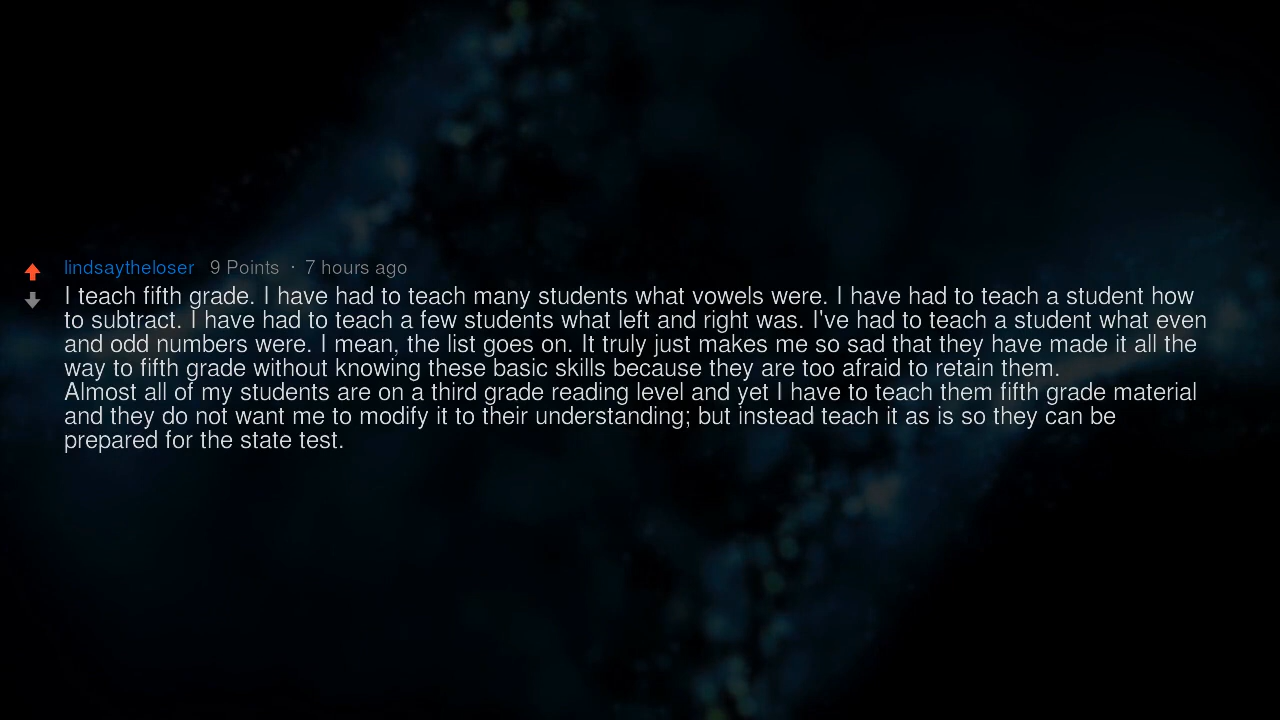 lindsaytheloser 9 Points · 7 hours ago
I teach fifth grade. I have had to teach many students what vowels were. I have had to teach a student how
to subtract. I have had to teach a few students what left and right was. I've had to teach a student what even
and odd numbers were. I mean, the list goes on. It truly just makes me so sad that they have made it all the
way to fifth grade without knowing these basic skills because they are too afraid to retain them.
Almost all of my students are on a third grade reading level and yet I have to teach them fifth grade material
and they do not want me to modify it to their understanding; but instead teach it as is so they can be
prepared for the state test.